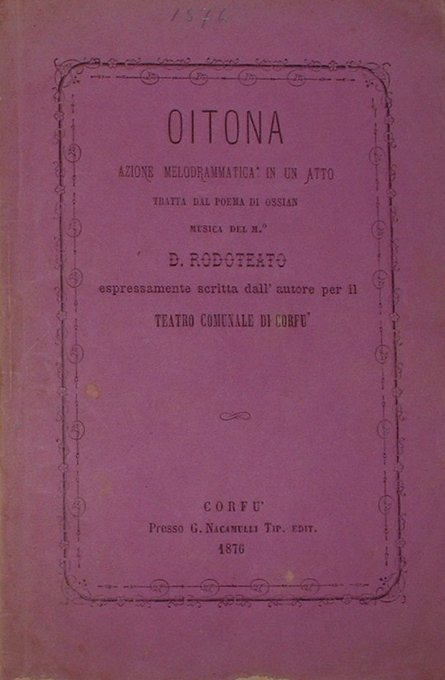 1876
OITONA
AZIONE MELODRAMMATICA IN UN ATTO
TRATTA DAL POEMA DI OSSIAN
MUSICA DEL M.º
D. RODOTEATO
espressamente scritta dall' autore per il
TEATRO COMUNALE DI CORFU'
CORFU'
Presso G. NACAMULLI TIP. EDIT.
1876